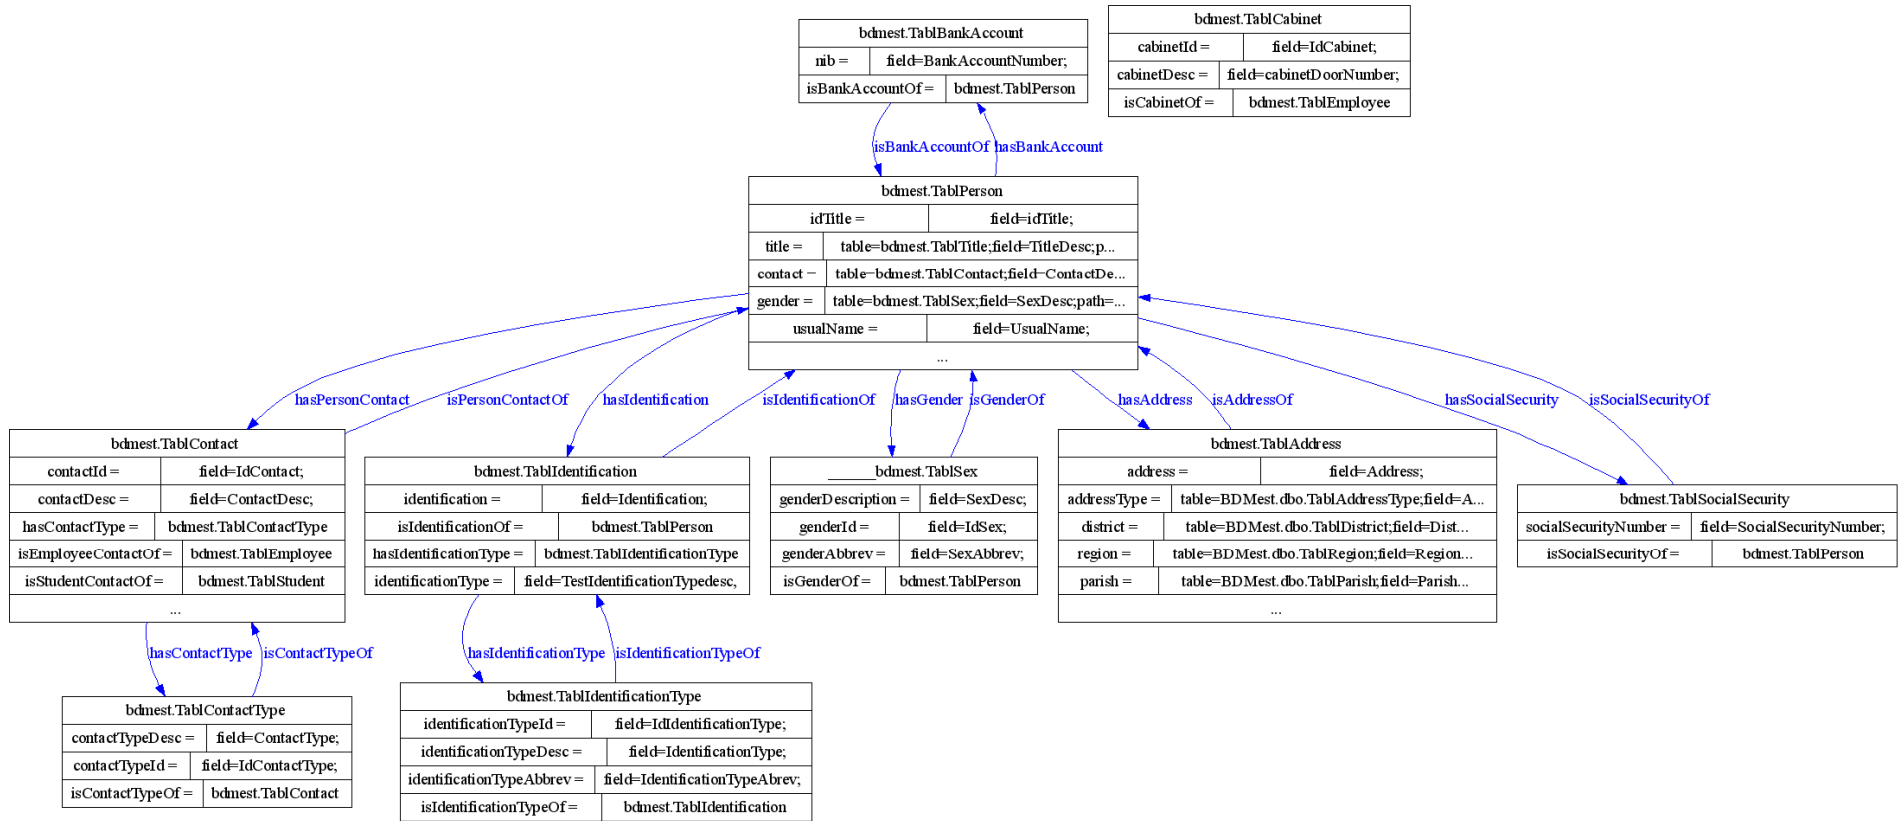 bdmest.TablBankAccount
nib = field=BankAccountNumber;
isBankAccountOf = bdmest.TablPerson
bdmest.TablCabinet
cabinetId = field=IdCabinet;
cabinetDesc = field=cabinetDoorNumber;
isCabinetOf = bdmest.TablEmployee
isBankAccountOf hasBankAccount
bdmest.TablPerson
idTitle = field=idTitle;
title = table=bdmest.TablTitle;field=TitleDesc;p...
contact = table=bdmest.TablContact;field=ContactDe...
gender = table=bdmest.TablSex;field=SexDesc;path=...
usualName = field=UsualName;
...
hasPersonContact isPersonContactOf hasIdentification isIdentificationOf hasGender isGenderOf hasAddress isAddressOf hasSocialSecurity isSocialSecurityOf
bdmest.TablContact
contactId = field=IdContact;
contactDesc = field=ContactDesc;
hasContactType = bdmest.TablContactType
isEmployeeContactOf = bdmest.TablEmployee
isStudentContactOf = bdmest.TablStudent
...
bdmest.TablIdentification
identification = field=Identification;
isIdentificationOf = bdmest.TablPerson
hasIdentificationType = bdmest.TablIdentificationType
identificationType = field=TestIdentificationTypedesc,
______bdmest.TablSex
genderDescription = field=SexDesc;
genderId = field=IdSex;
genderAbbrev = field=SexAbbrev;
isGenderOf = bdmest.TablPerson
bdmest.TablAddress
address = field=Address;
addressType = table=BDMest.dbo.TablAddressType;field=A...
district = table=BDMest.dbo.TablDistrict;field=Dist...
region = table=BDMest.dbo.TablRegion;field=Region...
parish = table=BDMest.dbo.TablParish;field=Parish...
...
bdmest.TablSocialSecurity
socialSecurityNumber = field=SocialSecurityNumber;
isSocialSecurityOf = bdmest.TablPerson
hasContactType isContactTypeOf hasIdentificationType isIdentificationTypeOf
bdmest.TablContactType
contactTypeDesc = field=ContactType;
contactTypeId = field=IdContactType;
isContactTypeOf = bdmest.TablContact
bdmest.TablIdentificationType
identificationTypeId = field=IdIdentificationType;
identificationTypeDesc = field=IdentificationType;
identificationTypeAbbrev = field=IdentificationTypeAbrev;
isIdentificationTypeOf = bdmest.TablIdentification